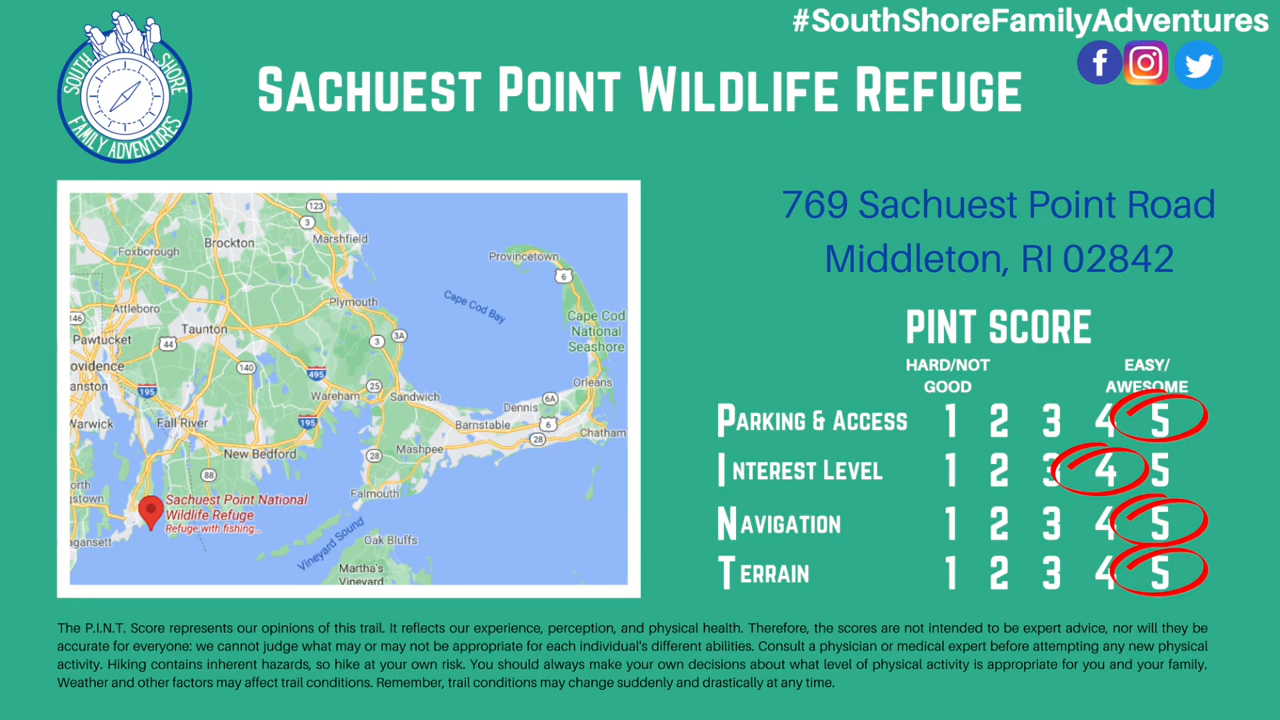 #SouthShoreFamilyAdventures
SOUTH SHORE
FAMILY ADVENTURES
SACHUEST POINT WILDLIFE REFUGE
769 Sachuest Point Road
Middleton, RI 02842
123
3
Marshfield
Brockton
Foxborough
Provincetown
6
Cape Cod Bay
Plymouth
Attleboro
146
Taunton
44
Pawtucket
3
3A
Cape Cod
National
Seashore
ovidence
140
495
anston
195
25
Orleans
Wareham
Sandwich
Dennis
6A
Warwick
Fall River
195
Barnstable
6
28
Chatham
New Bedford
Mashpee
28
88
Falmouth
orth
gstown
Sachuest Point National
Wildlife Refuge
Refuge with fishing...
agansett
Vineyard Sound
Oak Bluffs
Martha's
Vineyard
PINT SCORE
HARD/NOT
GOOD
EASY/
AWESOME
PARKING & ACCESS 1 2 3 4 5
INTEREST LEVEL 1 2 3 4 5
NAVIGATION 1 2 3 4 5
TERRAIN 1 2 3 4 5
The P.I.N.T. Score represents our opinions of this trail. It reflects our experience, perception, and physical health. Therefore, the scores are not intended to be expert advice, nor will they be
accurate for everyone: we cannot judge what may or may not be appropriate for each individual's different abilities. Consult a physician or medical expert before attempting any new physical
activity. Hiking contains inherent hazards, so hike at your own risk. You should always make your own decisions about what level of physical activity is appropriate for you and your family.
Weather and other factors may affect trail conditions. Remember, trail conditions may change suddenly and drastically at any time.